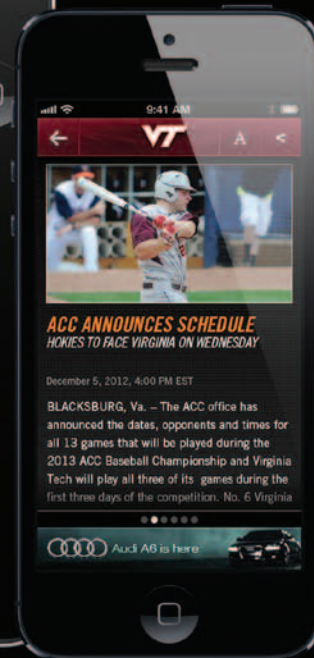 9:41 AM
VT
A
ACC ANNOUNCES SCHEDULE
HOKIES TO FACE VIRGINIA ON WEDNESDAY
December 5, 2012, 4:00 PM EST
BLACKSBURG, Va. – The ACC office has
announced the dates, opponents and times for
all 13 games that will be played during the
2013 ACC Baseball Championship and Virginia
Tech will play all three of its games during the
first three days of the competition. No. 6 Virginia
Audi A6 is here